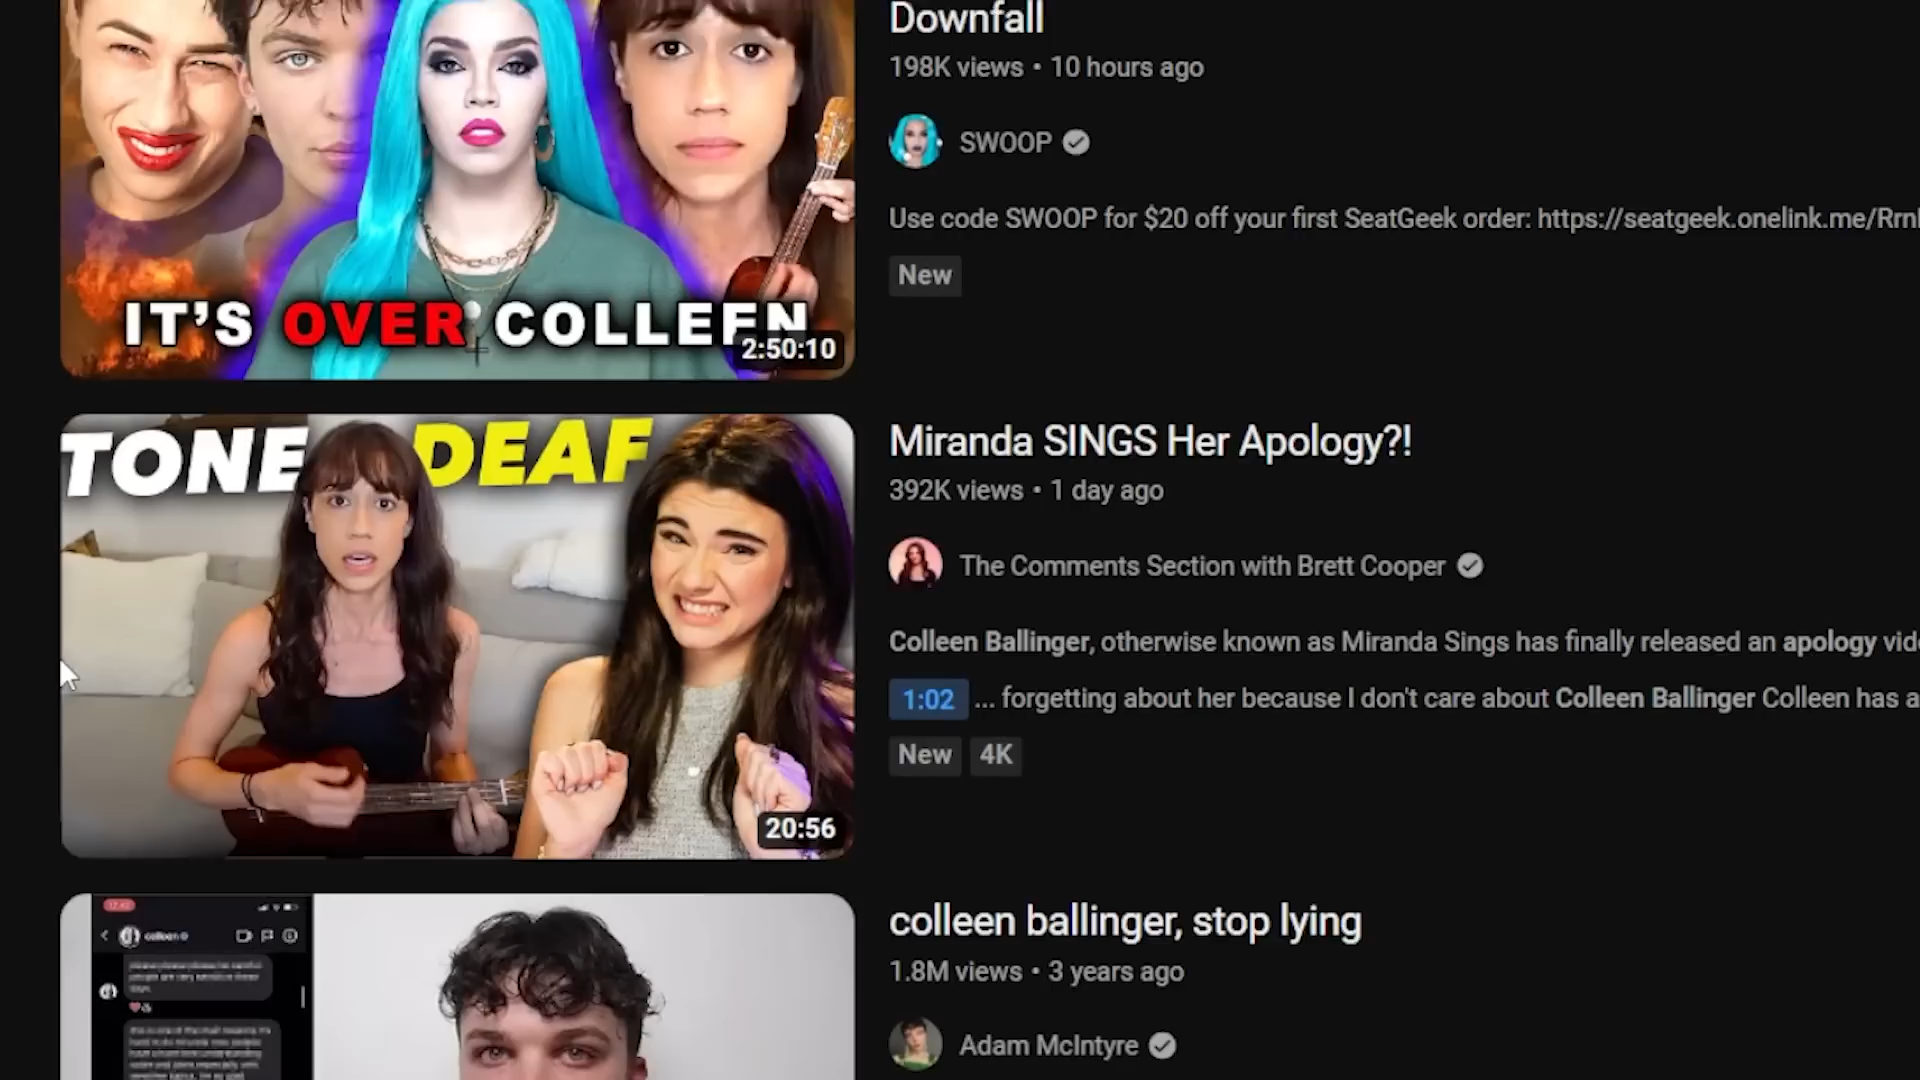 Downfall
198K views • 10 hours ago
SWOOP
Use code SWOOP for $20 off your first SeatGeek order: https://seatgeek.onelink.me/Rrn
New
IT'S OVER COLLEEN
2:50:10
TONE DEAF
20:56
Miranda SINGS Her Apology?!
392K views • 1 day ago
The Comments Section with Brett Cooper
Colleen Ballinger, otherwise known as Miranda Sings has finally released an apology vid
1:02 ... forgetting about her because I don't care about Colleen Ballinger Colleen has a
New 4K
colleen
colleen ballinger, stop lying
1.8M views • 3 years ago
Adam McIntyre